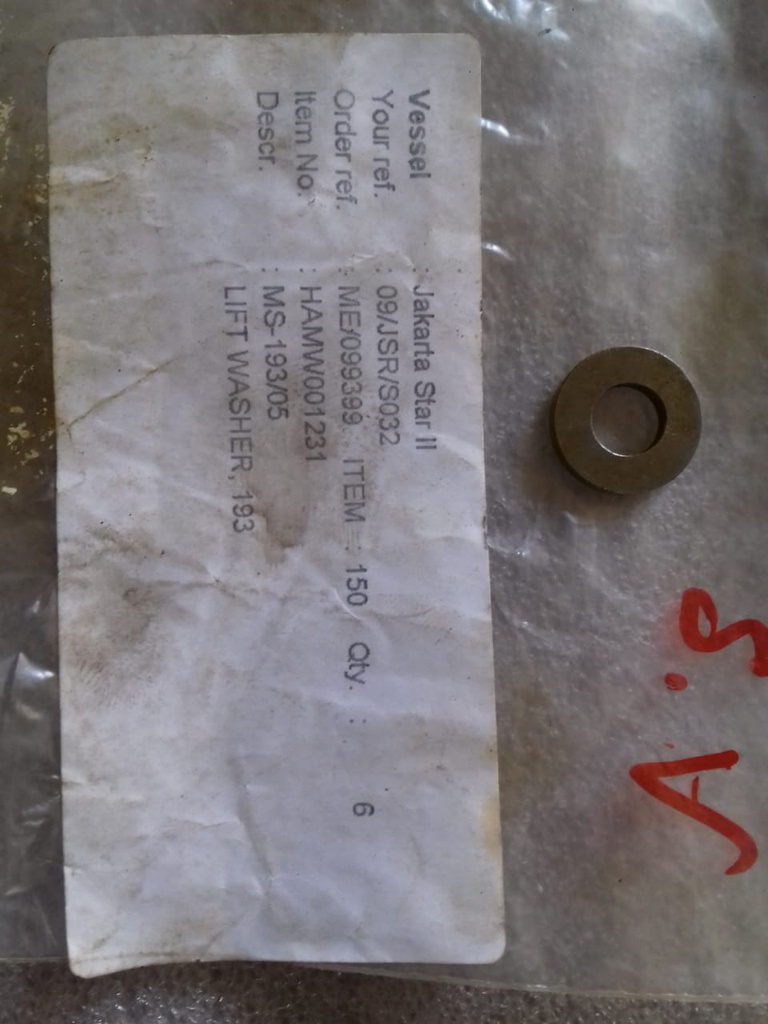 Vessel : Jakarta Star II
Your ref. : 09/JSR/S032
Order ref. : ME/099399 ITEM : 150 Qty. : 6
Item No. : HAMW001231
Descr. : MS-193/05
LIFT WASHER, 193